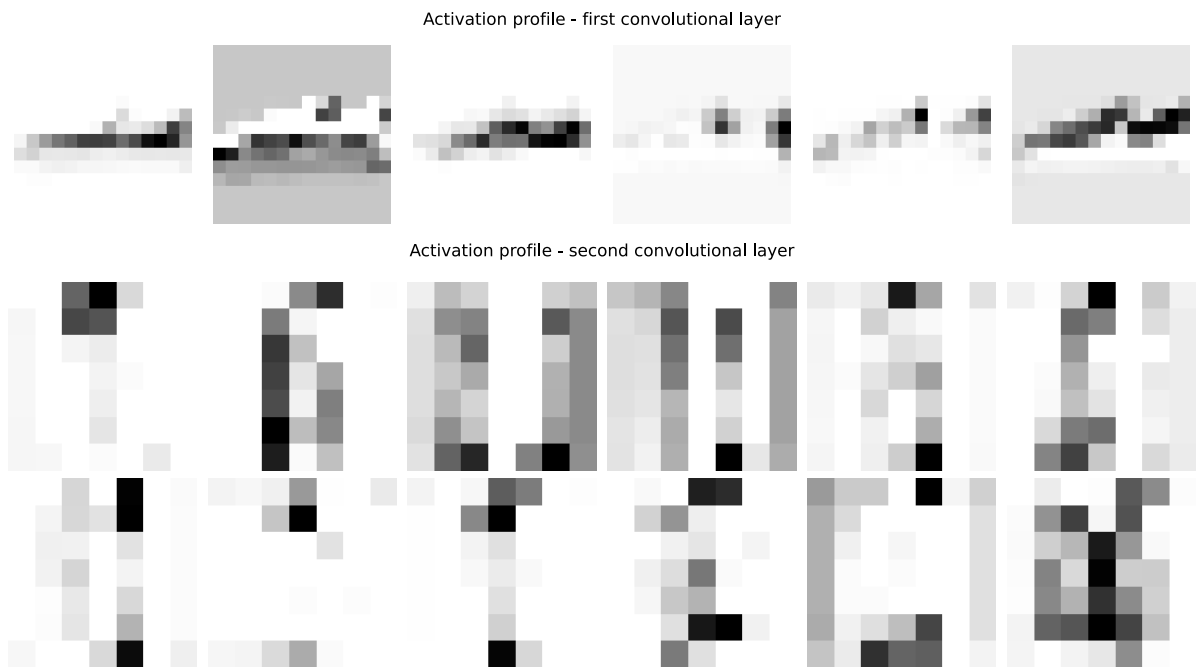 Activation profile - first convolutional layer
Activation profile - second convolutional layer